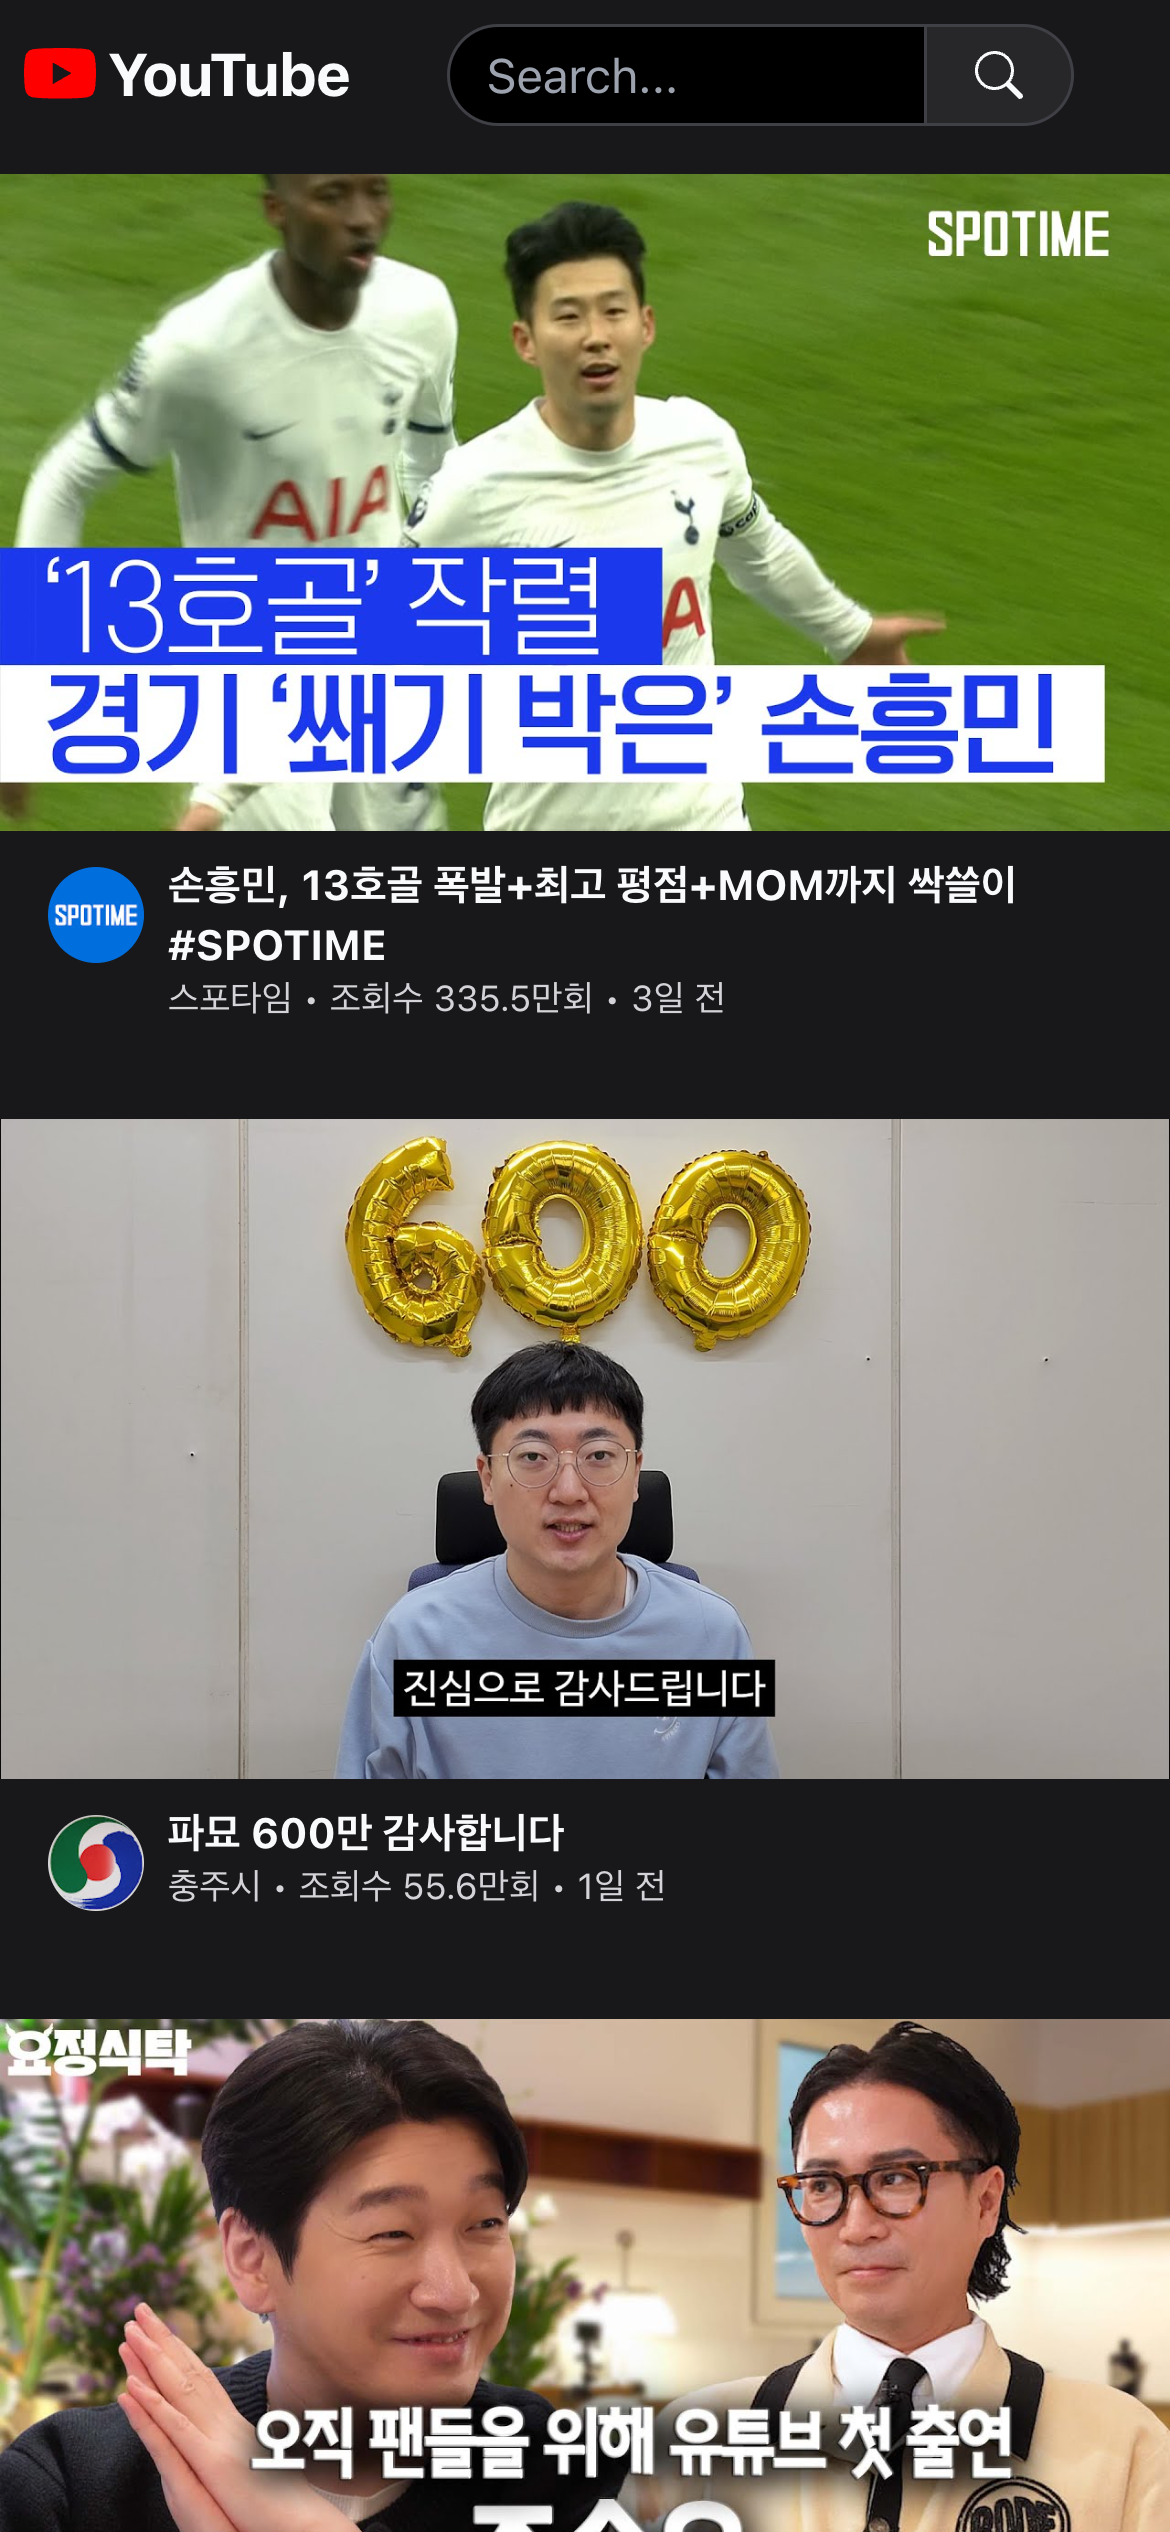 YouTube
Search...
SPOTIME
AIA
‘13호골’ 작렬
경기 ‘쐐기 박은’ 손흥민
SPOTIME
손흥민, 13호골 폭발+최고 평점+MOM까지 싹쓸이
#SPOTIME
스포타임 • 조회수 335.5만회 • 3일 전
600
진심으로 감사드립니다
파묘 600만 감사합니다
충주시 • 조회수 55.6만회 • 1일 전
요정식탁
오직 팬들을 위해 유튜브 첫 출연